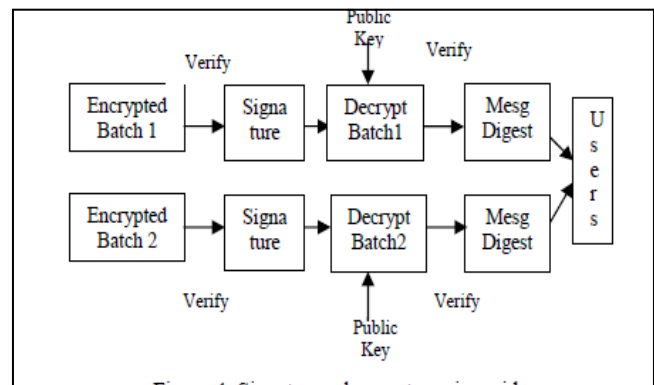 Public
Key
Verify
Verify
Encrypted
Batch 1
Signa
ture
Decrypt
Batch1
Mesg
Digest
U
s
e
r
s
Encrypted
Batch 2
Signa
ture
Decrypt
Batch2
Mesg
Digest
Verify
Verify
Public
Key